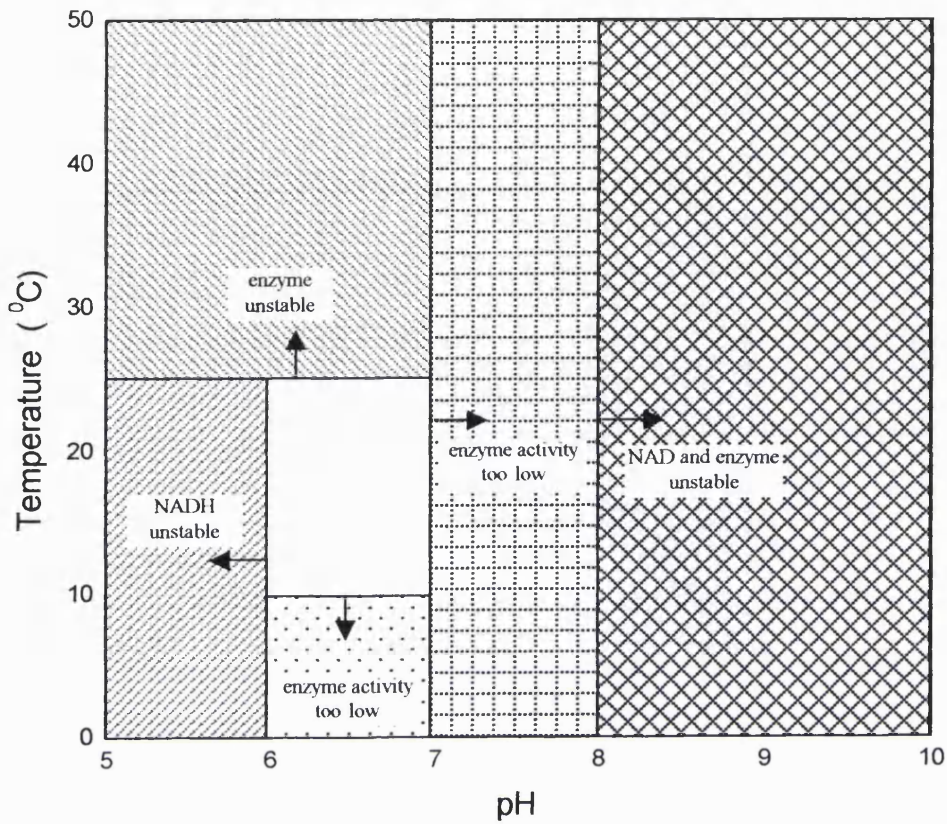 50
40
30
20
10
0
Temperature ( ⁰C)
enzyme
unstable
NADH
unstable
enzyme activity
too low
enzyme activity
too low
NAD and enzyme
unstable
5 6 7 8 9 10
pH